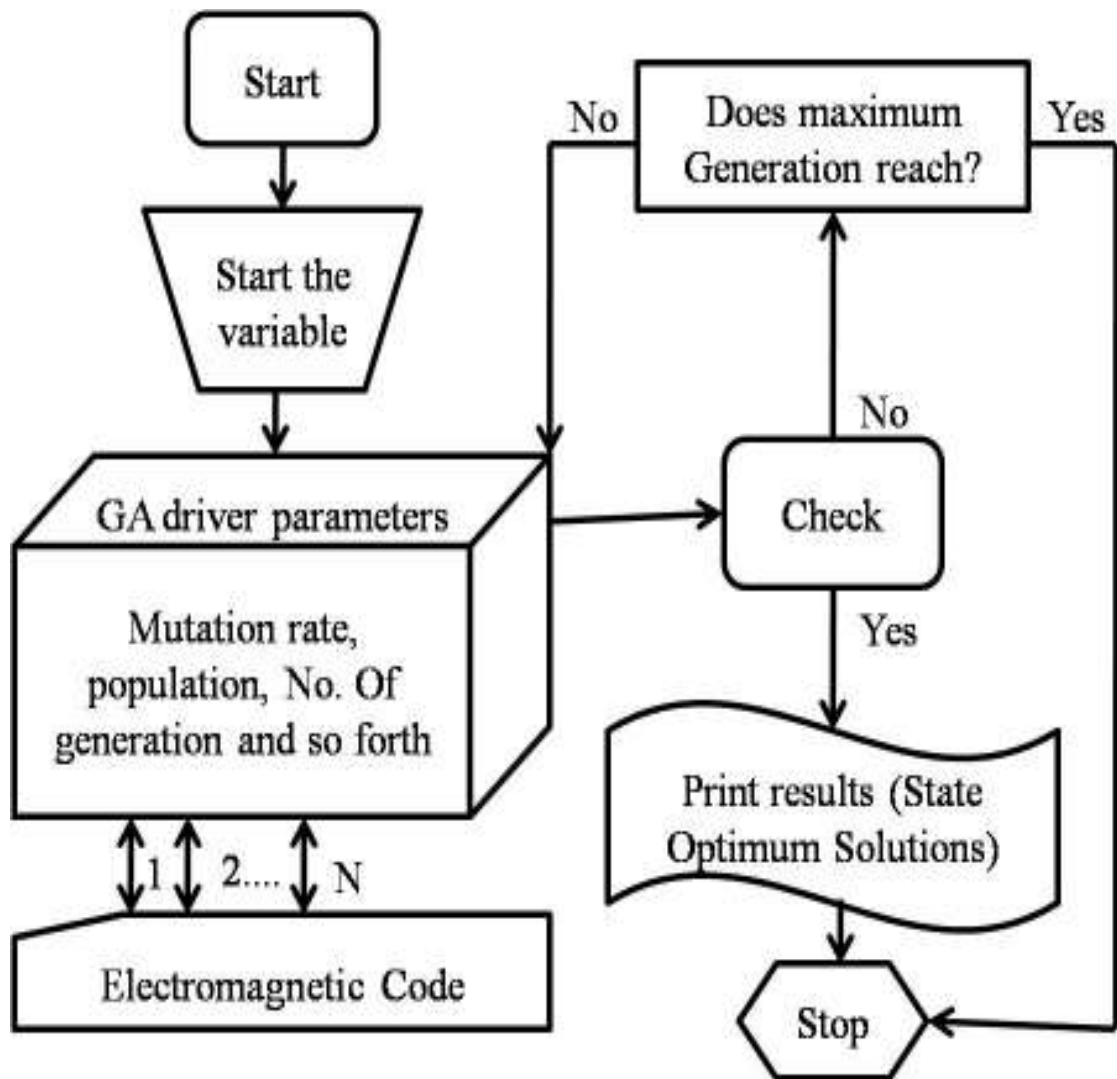 Start
Start the
variable
GA driver parameters
Mutation rate,
population, No. Of
generation and so forth
1
2....
N
Electromagnetic Code
No
Does maximum
Generation reach?
Yes
No
Check
Yes
Print results (State
Optimum Solutions)
Stop